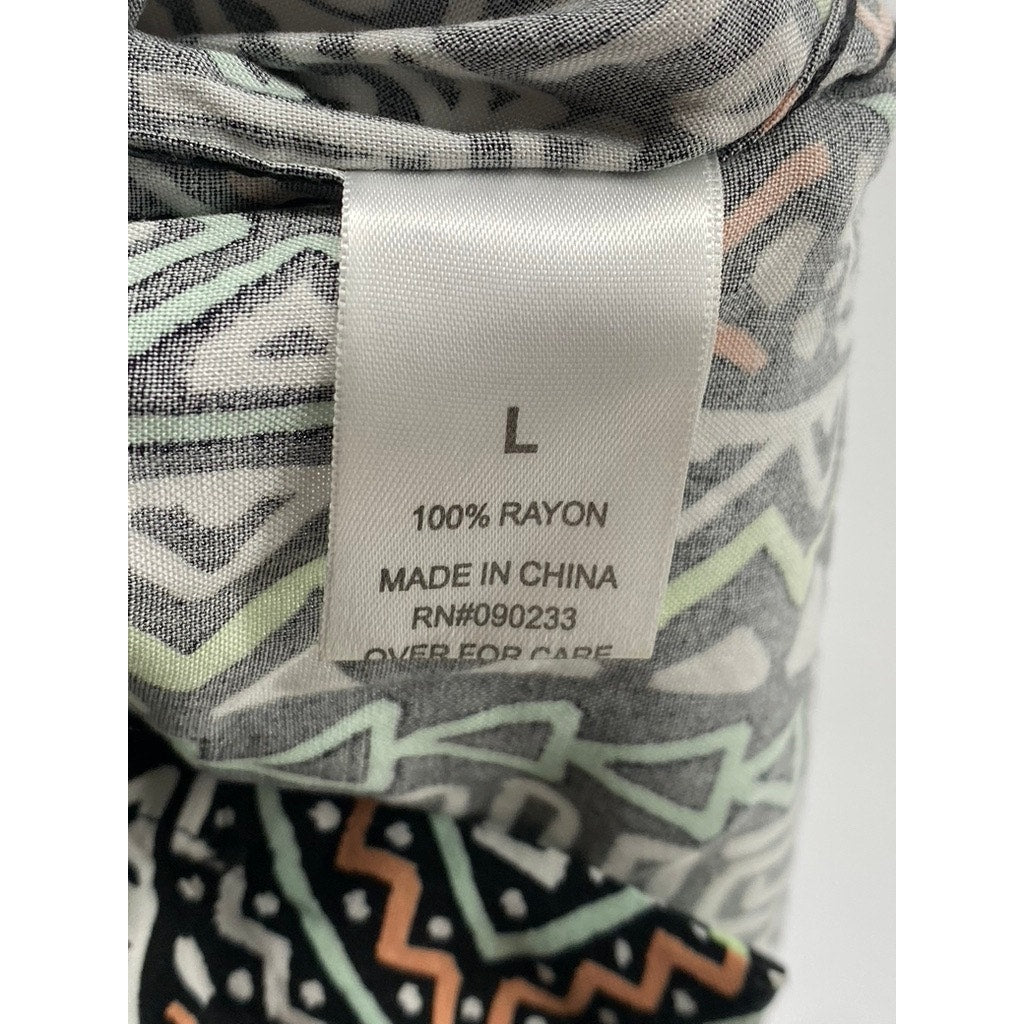 L
100% RAYON
MADE IN CHINA
RN#090233
OVER FOR CARE